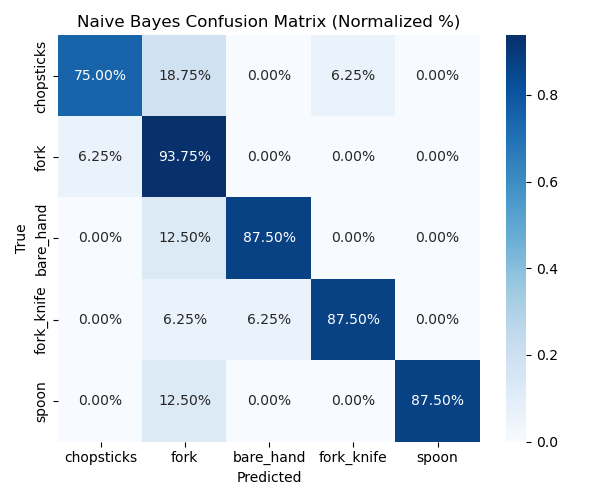 Naive Bayes Confusion Matrix (Normalized %)
chopsticks 75.00% 18.75% 0.00% 6.25% 0.00%
fork 6.25% 93.75% 0.00% 0.00% 0.00%
bare_hand 0.00% 12.50% 87.50% 0.00% 0.00%
fork_knife 0.00% 6.25% 6.25% 87.50% 0.00%
spoon 0.00% 12.50% 0.00% 0.00% 87.50%
True
chopsticks fork bare_hand fork_knife spoon
Predicted
0.8
0.6
0.4
0.2
0.0